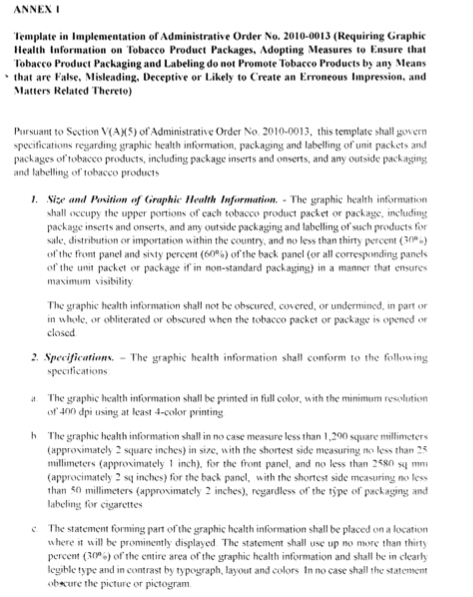 ANNEX I
Template in Implementation of Administrative Order No. 2010-0013 (Requiring Graphic
Health Information on Tobacco Product Packages, Adopting Measures to Ensure that
Tobacco Product Packaging and Labeling do not Promote Tobacco Products by any Means
that are False, Misleading, Deceptive or Likely to Create an Erroneous Impression, and
Matters Related Thereto)
Pursuant to Section V(A)(5) of Administrative Order No. 2010-0013, this template shall govern
specifications regarding graphic health information, packaging and labelling of unit packets and
packages of tobacco products, including package inserts and onserts, and any outside packaging
and labelling of tobacco products
1. Size and Position of Graphic Health Information. - The graphic health information
shall occupy the upper portions of each tobacco product packet or package, including
package inserts and onserts, and any outside packaging and labelling of such products for
sale, distribution or importation within the country, and no less than thirty percent (30%)
of the front panel and sixty percent (60%) of the back panel (or all corresponding panels
of the unit packet or package if in non-standard packaging) in a manner that ensures
maximum visibility
The graphic health information shall not be obscured, covered, or undermined, in part or
in whole, or obliterated or obscured when the tobacco packet or package is opened or
closed
2. Specifications. – The graphic health information shall conform to the following
specifications
a The graphic health information shall be printed in full color, with the minimum resolution
of 400 dpi using at least 4-color printing
b The graphic health information shall in no case measure less than 1,290 square millimeters
(approximately 2 square inches) in size, with the shortest side measuring no less than 25
millimeters (approximately 1 inch), for the front panel, and no less than 2580 sq mm
(approcimately 2 sq inches) for the back panel, with the shortest side measuring no less
than 50 millimeters (approximately 2 inches), regardless of the type of packaging and
labeling for cigarettes
c. The statement forming part of the graphic health information shall be placed on a location
where it will be prominently displayed. The statement shall use up no more than thirty
percent (30%) of the entire area of the graphic health information and shall be in clearly
legible type and in contrast by typograph, layout and colors In no case shall the statement
obscure the picture or pictogram